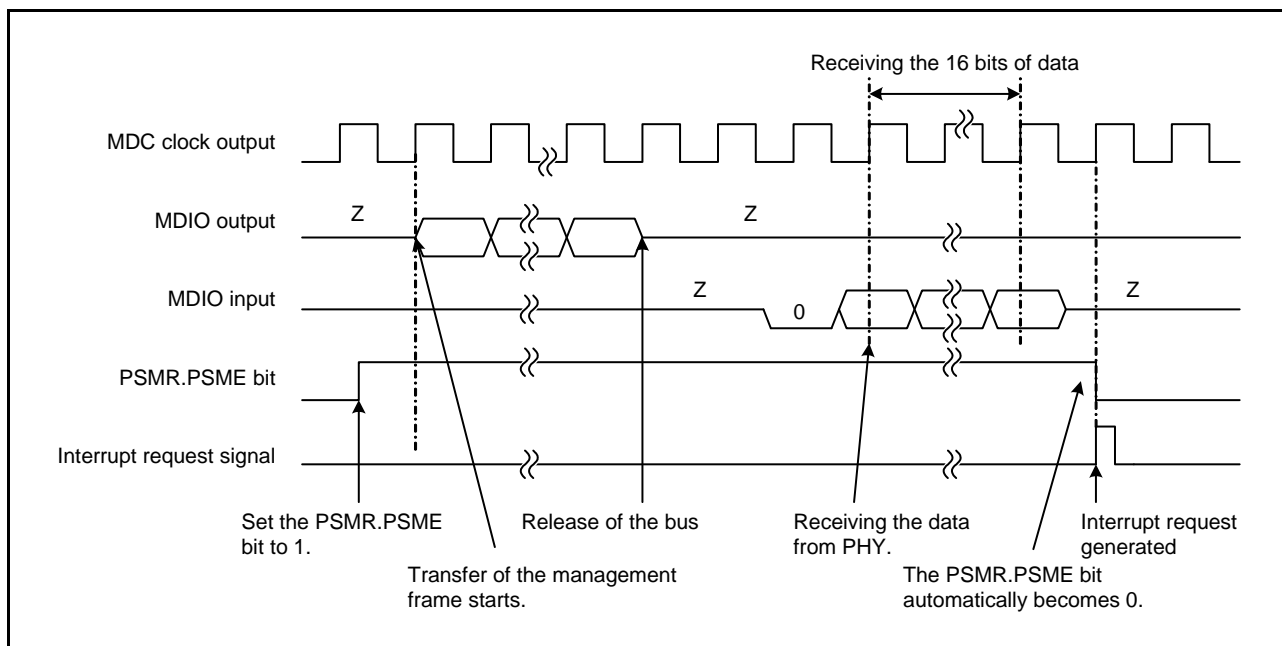 Receiving the 16 bits of data
MDC clock output
Z
Z
MDIO output
MDIO input
Z
0
Z
PSMR.PSME bit
Interrupt request signal
Set the PSMR.PSME
bit to 1.
Release of the bus
Receiving the data
from PHY.
Interrupt request
generated
Transfer of the management
frame starts.
The PSMR.PSME bit
automatically becomes 0.